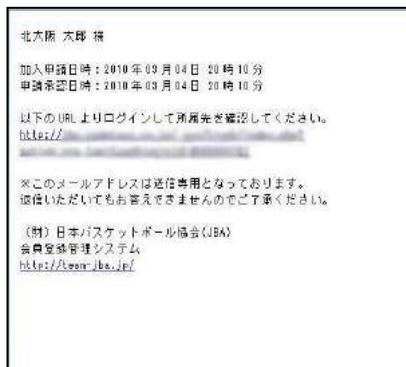 北大阪 太郎 様
加入申請日時：2010年03月04日 20時10分
申請承認日時：2010年03月04日 20時10分
以下のURLよりログインして所属先を確認してください。
http://
※このメールアドレスは送信専用となっております。
返信いただいてもお答えできませんのでご了承ください。
（財）日本バスケットボール協会(JBA)
会員登録管理システム
http://team-jba.jp/